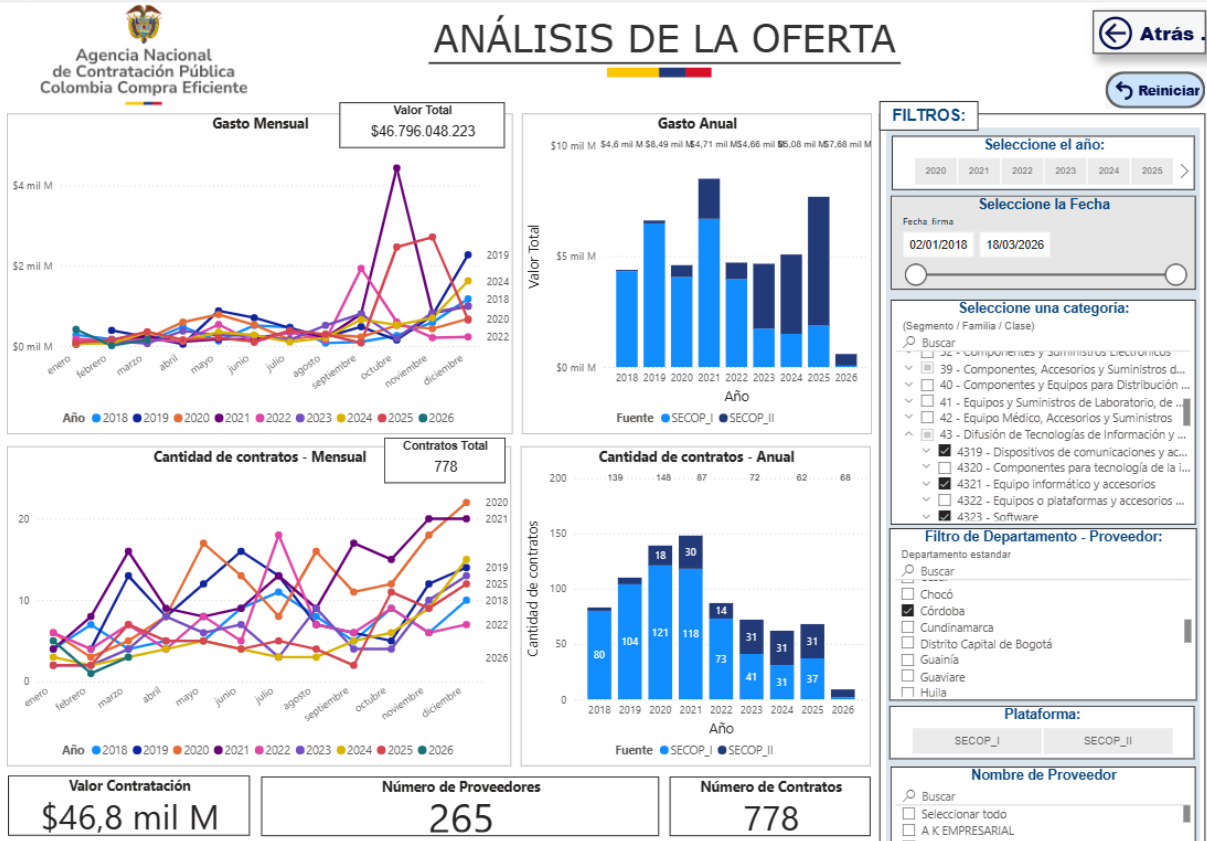 Agencia Nacional
de Contratación Pública
Colombia Compra Eficiente
ANÁLISIS DE LA OFERTA
Atrás .
Reiniciar
Gasto Mensual
Valor Total
$46.796.048.223
$4 mil M
$2 mil M
$0 mil M
2019
2024
2018
2020
2022
enero
febrero
marzo
abril
mayo
junio
julio
agosto
septiembre
octubre
noviembre
diciembre
Año 2018 2019 2020 2021 2022 2023 2024 2025 2026
Gasto Anual
$10 mil M
$4,6 mil M $8,49 mil M $4,71 mil M $4,66 mil M $5,08 mil M $7,68 mil M
$5 mil M
$0 mil M
Valor Total
2018 2019 2020 2021 2022 2023 2024 2025 2026
Año
Fuente SECOP_I SECOP_II
Cantidad de contratos - Mensual
Contratos Total
778
20
10
0
2020
2021
2019
2025
2018
2022
2026
enero
febrero
marzo
abril
mayo
junio
julio
agosto
septiembre
octubre
noviembre
diciembre
Año 2018 2019 2020 2021 2022 2023 2024 2025 2026
Cantidad de contratos - Anual
200
139 148 87 72 62 68
150
100
50
0
Cantidad de contratos
18 30 14 31 31 31
80 104 121 118 73 41 31 37
2018 2019 2020 2021 2022 2023 2024 2025 2026
Año
Fuente SECOP_I SECOP_II
Valor Contratación
$46,8 mil M
Número de Proveedores
265
Número de Contratos
778
FILTROS:
Seleccione el año:
2020 2021 2022 2023 2024 2025
Seleccione la Fecha
Fecha_firma
02/01/2018 18/03/2026
Seleccione una categoría:
(Segmento / Familia / Clase)
Buscar
32 - Componentes y Suministros Electrónicos
39 - Componentes, Accesorios y Suministros d...
40 - Componentes y Equipos para Distribución ...
41 - Equipos y Suministros de Laboratorio, de ...
42 - Equipo Médico, Accesorios y Suministros
43 - Difusión de Tecnologías de Información y ...
4319 - Dispositivos de comunicaciones y ac...
4320 - Componentes para tecnología de la i...
4321 - Equipo informático y accesorios
4322 - Equipos o plataformas y accesorios ...
4323 - Software
Filtro de Departamento - Proveedor:
Departamento estandar
Buscar
Chocó
Córdoba
Cundinamarca
Distrito Capital de Bogotá
Guainía
Guaviare
Huila
Plataforma:
SECOP_I SECOP_II
Nombre de Proveedor
Buscar
Seleccionar todo
A K EMPRESARIAL